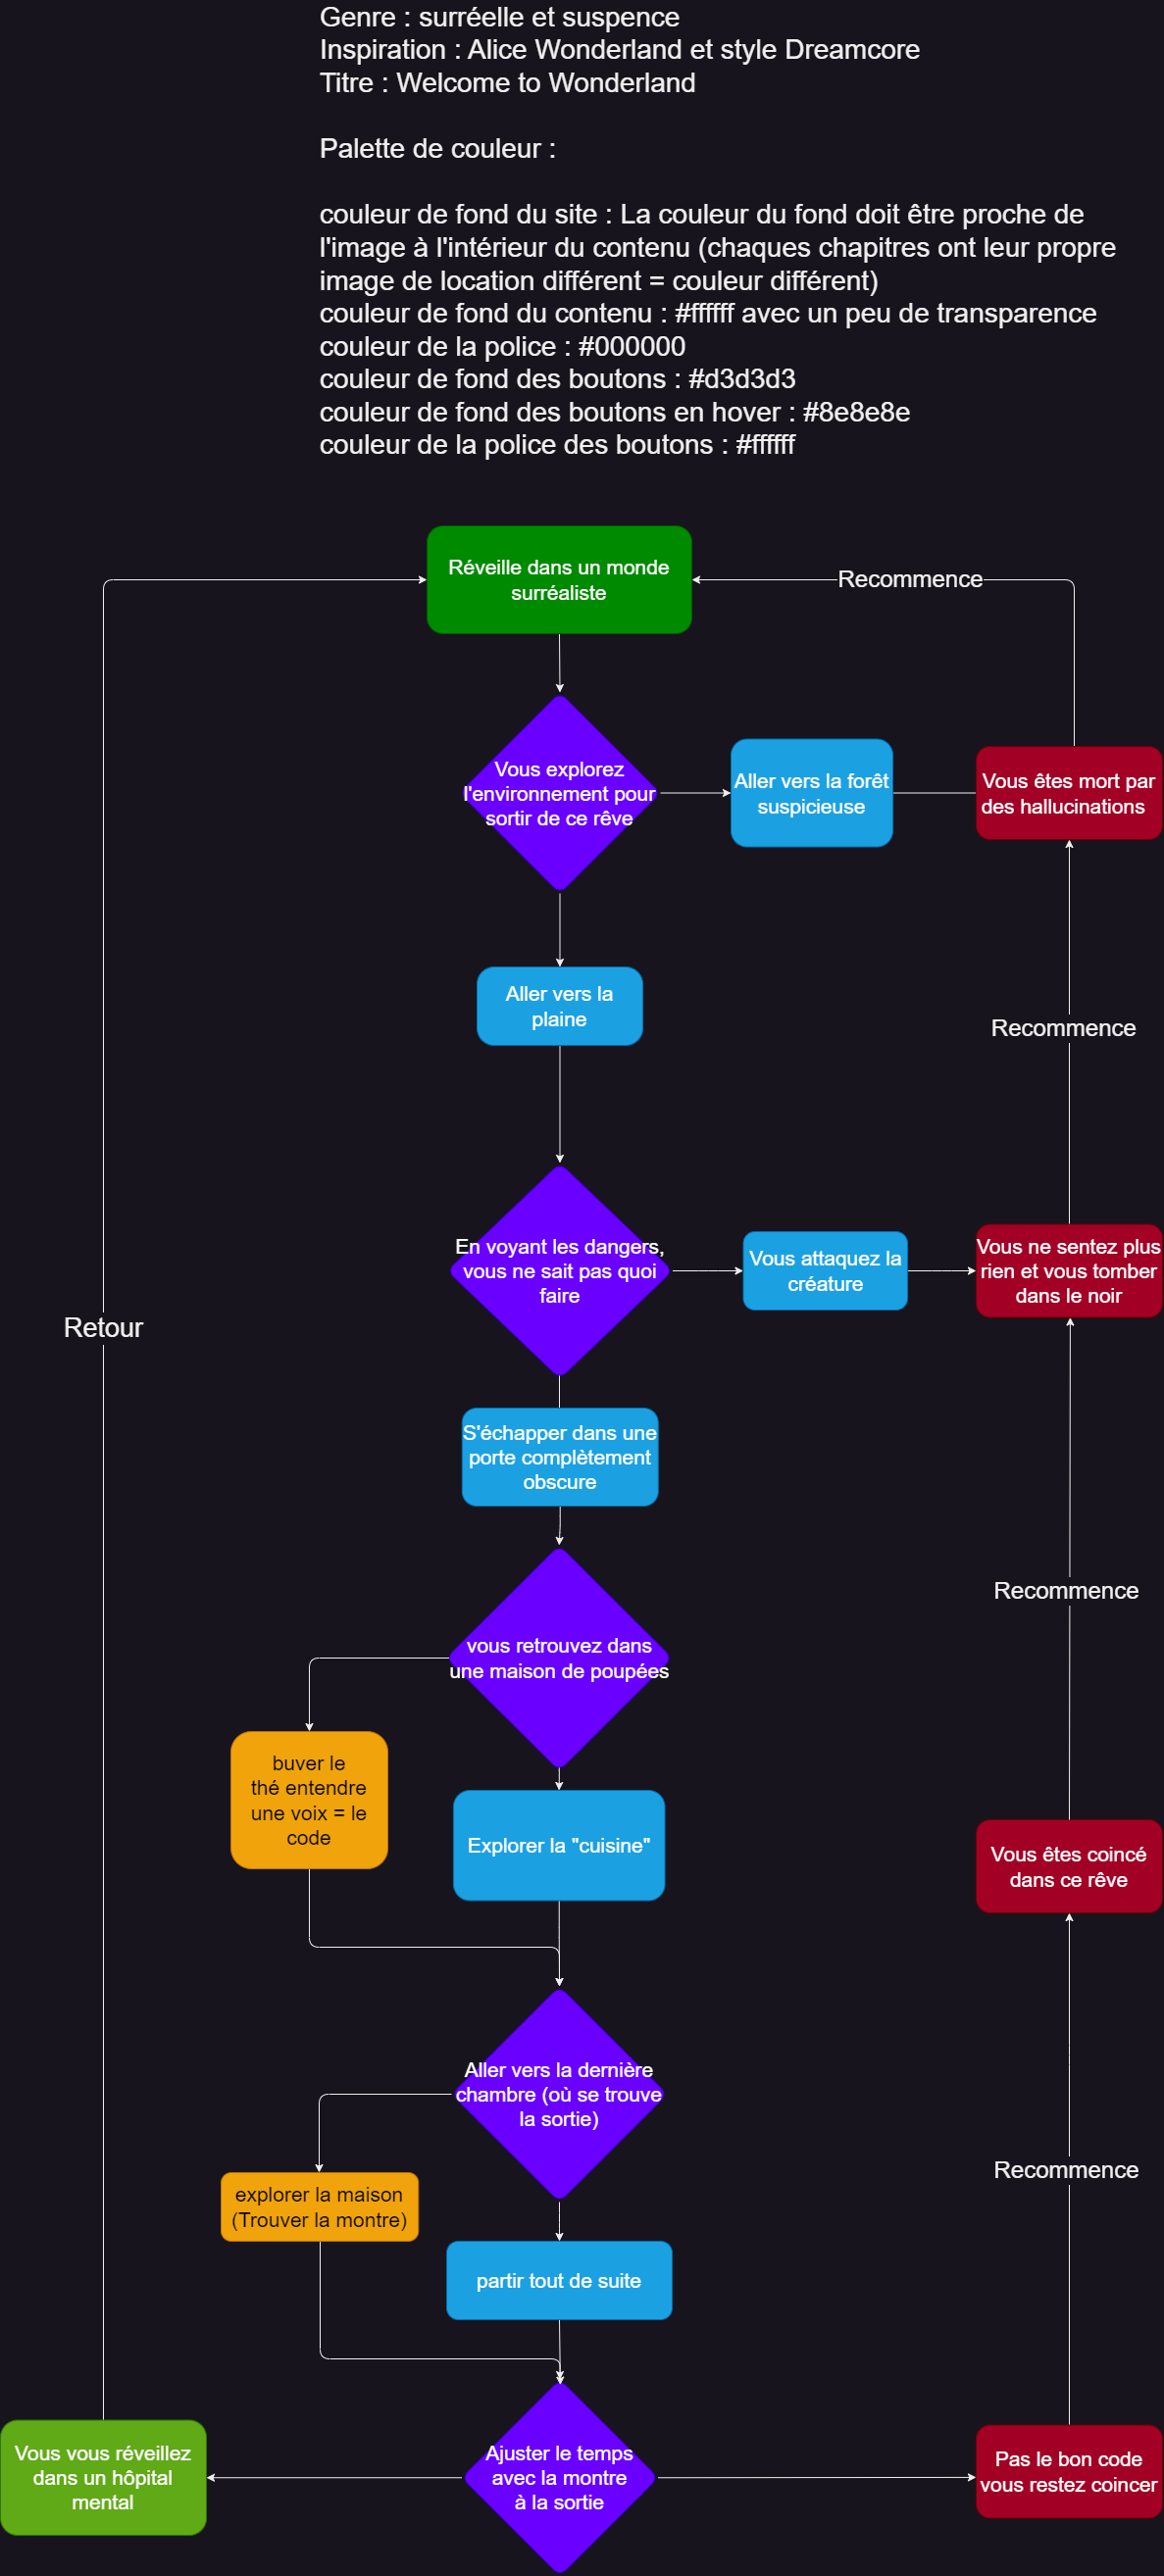 Genre : surréelle et suspence
Inspiration : Alice Wonderland et style Dreamcore
Titre : Welcome to Wonderland
Palette de couleur :
couleur de fond du site : La couleur du fond doit être proche de
l'image à l'intérieur du contenu (chaques chapitres ont leur propre
image de location différent = couleur différent)
couleur de fond du contenu : #ffffff avec un peu de transparence
couleur de la police : #000000
couleur de fond des boutons : #d3d3d3
couleur de fond des boutons en hover : #8e8e8e
couleur de la police des boutons : #ffffff
Réveille dans un monde
surréaliste
Recommence
Vous explorez
l'environnement pour
sortir de ce rêve
Aller vers la forêt
suspicieuse
Vous êtes mort par
des hallucinations
Aller vers la
plaine
Recommence
En voyant les dangers,
vous ne sait pas quoi
faire
Vous attaquez la
créature
Vous ne sentez plus
rien et vous tomber
dans le noir
Retour
S'échapper dans une
porte complètement
obscure
Recommence
vous retrouvez dans
une maison de poupées
buver le
thé entendre
une voix = le
code
Explorer la "cuisine"
Vous êtes coincé
dans ce rêve
Aller vers la dernière
chambre (où se trouve
la sortie)
Recommence
explorer la maison
(Trouver la montre)
partir tout de suite
Vous vous réveillez
dans un hôpital
mental
Ajuster le temps
avec la montre
à la sortie
Pas le bon code
vous restez coincer